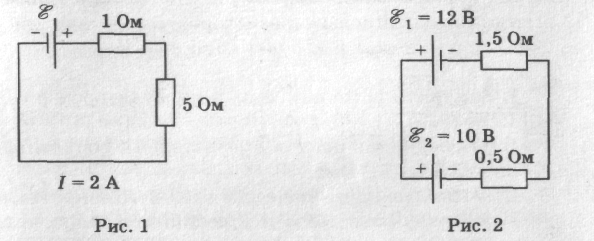 ℰ
− +
1 Ом
5 Ом
I = 2 А
Рис. 1
ℰ₁ = 12 В
+ −
1,5 Ом
ℰ₂ = 10 В
+ −
0,5 Ом
Рис. 2